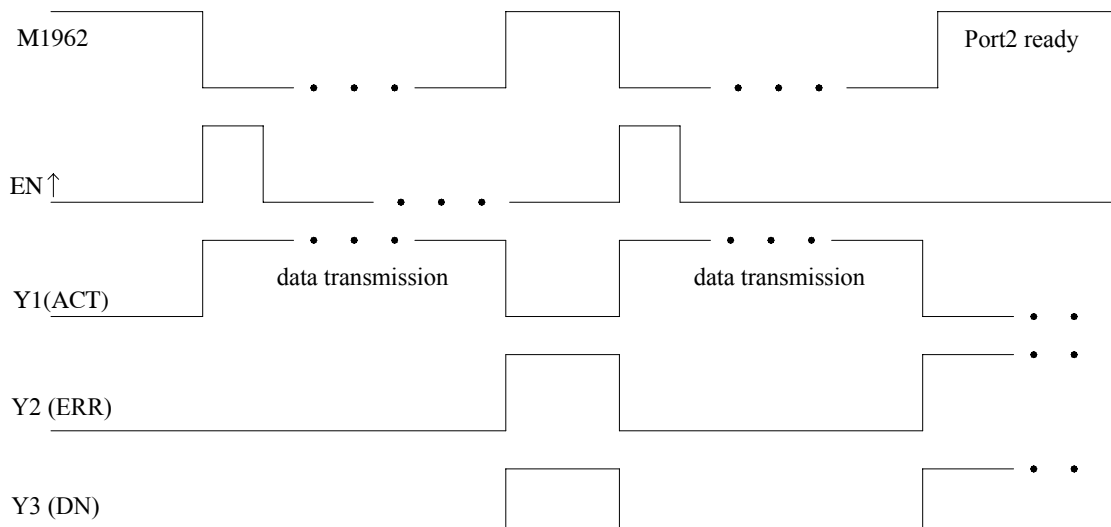 M1962
Port2 ready
EN↑
data transmission
data transmission
Y1(ACT)
Y2 (ERR)
Y3 (DN)